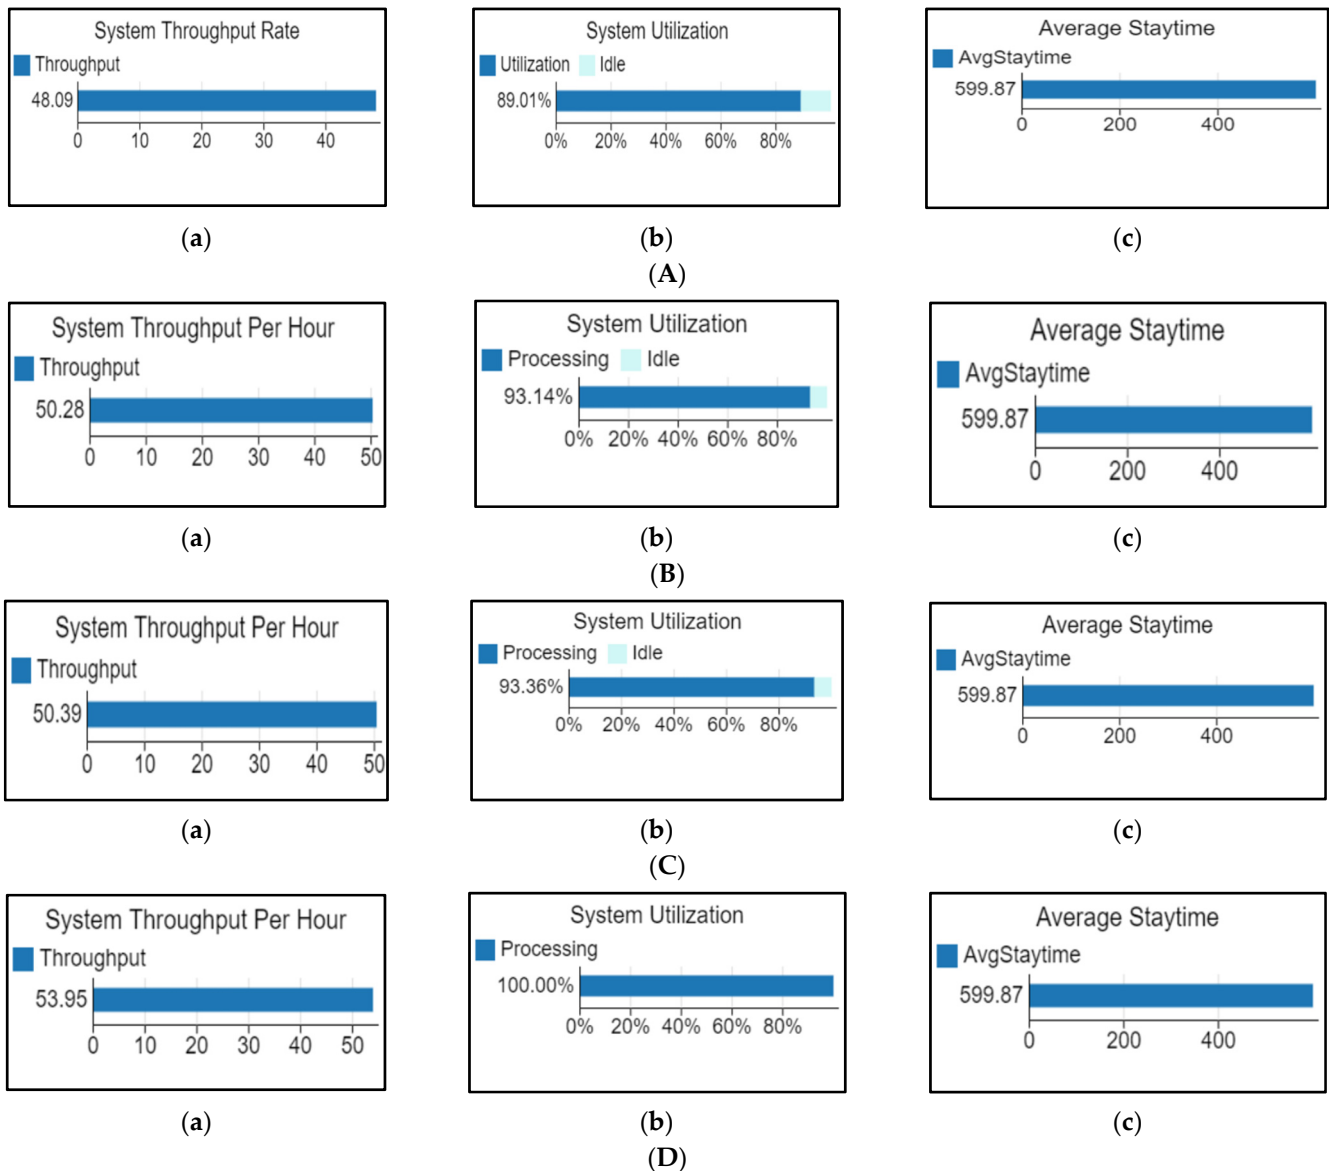 System Throughput Rate
Throughput
48.09
0 10 20 30 40
System Utilization
Utilization Idle
89.01%
0% 20% 40% 60% 80%
Average Staytime
AvgStaytime
599.87
0 200 400
(a) (b) (c)
(A)
System Throughput Per Hour
Throughput
50.28
0 10 20 30 40 50
System Utilization
Processing Idle
93.14%
0% 20% 40% 60% 80%
Average Staytime
AvgStaytime
599.87
0 200 400
(a) (b) (c)
(B)
System Throughput Per Hour
Throughput
50.39
0 10 20 30 40 50
System Utilization
Processing Idle
93.36%
0% 20% 40% 60% 80%
Average Staytime
AvgStaytime
599.87
0 200 400
(a) (b) (c)
(C)
System Throughput Per Hour
Throughput
53.95
0 10 20 30 40 50
System Utilization
Processing
100.00%
0% 20% 40% 60% 80%
Average Staytime
AvgStaytime
599.87
0 200 400
(a) (b) (c)
(D)